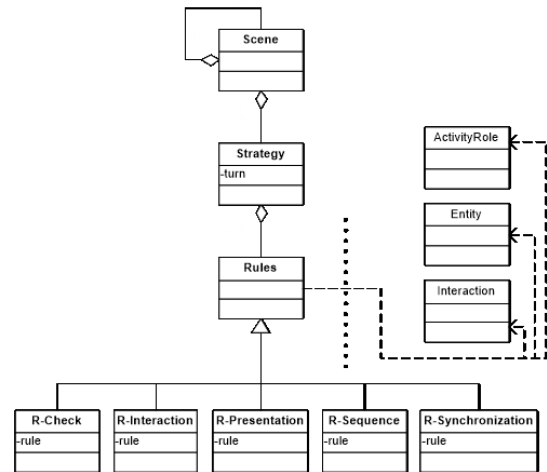 Scene
Strategy
-turn
ActivityRole
Entity
Rules
Interaction
R-Check
-rule
R-Interaction
-rule
R-Presentation
-rule
R-Sequence
-rule
R-Synchronization
-rule